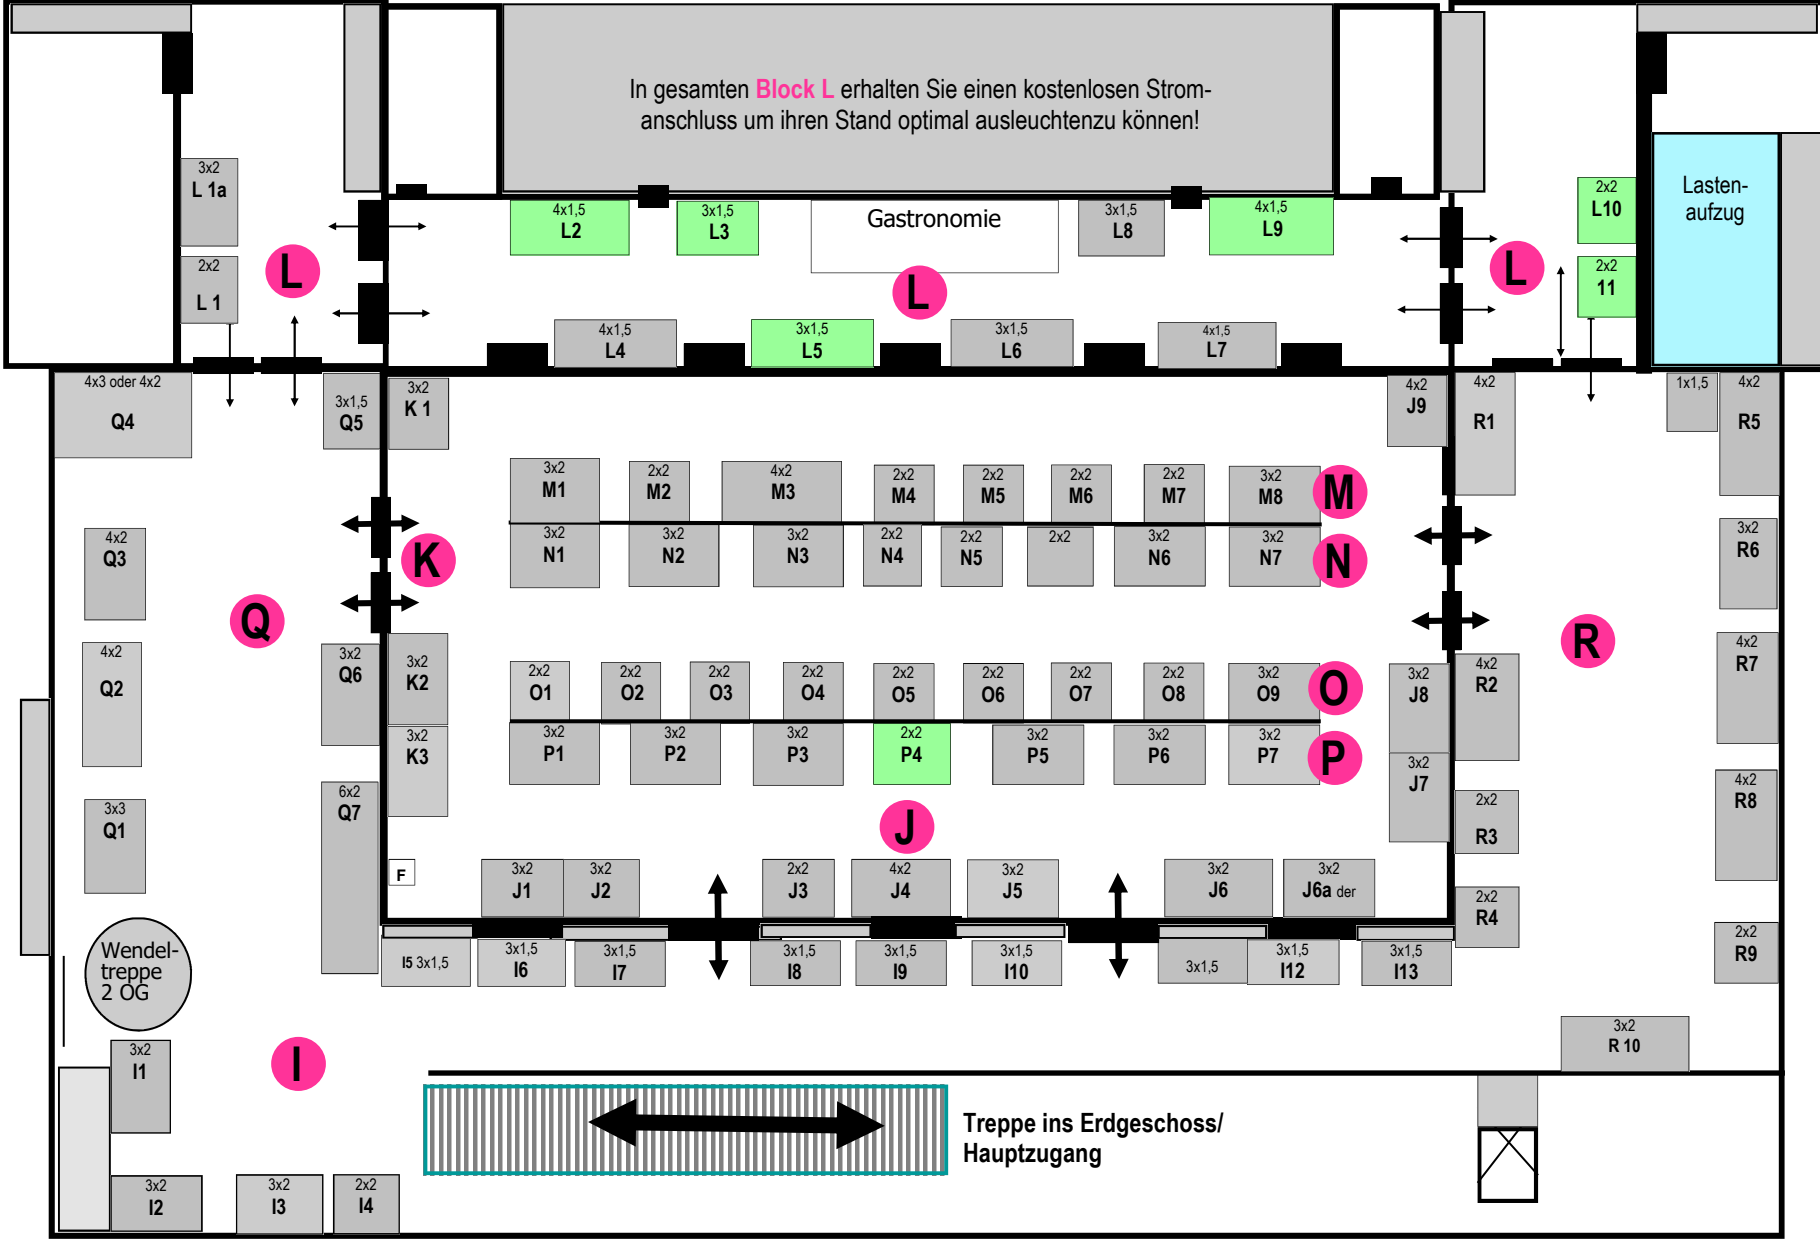 In gesamten Block L erhalten Sie einen kostenlosen Strom-
anschluss um ihren Stand optimal ausleuchtenzu können!
3x2
L 1a
2x2
L 1
L
4x1,5
L2
3x1,5
L3
Gastronomie
3x1,5
L8
4x1,5
L9
L
4x1,5
L4
3x1,5
L5
3x1,5
L6
4x1,5
L7
L
2x2
L10
2x2
11
Lasten-
aufzug
4x3 oder 4x2
Q4
3x1,5
Q5
3x2
K 1
4x2
J9
4x2
R1
1x1,5
4x2
R5
3x2
M1
2x2
M2
4x2
M3
2x2
M4
2x2
M5
2x2
M6
2x2
M7
3x2
M8
M
3x2
N1
3x2
N2
3x2
N3
2x2
N4
2x2
N5
2x2
3x2
N6
3x2
N7
N
4x2
Q3
K
3x2
R6
Q
R
4x2
Q2
3x2
Q6
3x2
K2
2x2
O1
2x2
O2
2x2
O3
2x2
O4
2x2
O5
2x2
O6
2x2
O7
2x2
O8
3x2
O9
O
3x2
J8
4x2
R2
4x2
R7
3x2
K3
3x2
P1
3x2
P2
3x2
P3
2x2
P4
3x2
P5
3x2
P6
3x2
P7
P
3x2
J7
3x3
Q1
6x2
Q7
J
2x2
R3
4x2
R8
F
3x2
J1
3x2
J2
2x2
J3
4x2
J4
3x2
J5
3x2
J6
3x2
J6a der
2x2
R4
2x2
R9
Wendel-
treppe
2 OG
I5 3x1,5
3x1,5
I6
3x1,5
I7
3x1,5
I8
3x1,5
I9
3x1,5
I10
3x1,5
3x1,5
I12
3x1,5
I13
3x2
R 10
3x2
I1
I
Treppe ins Erdgeschoss/
Hauptzugang
3x2
I2
3x2
I3
2x2
I4